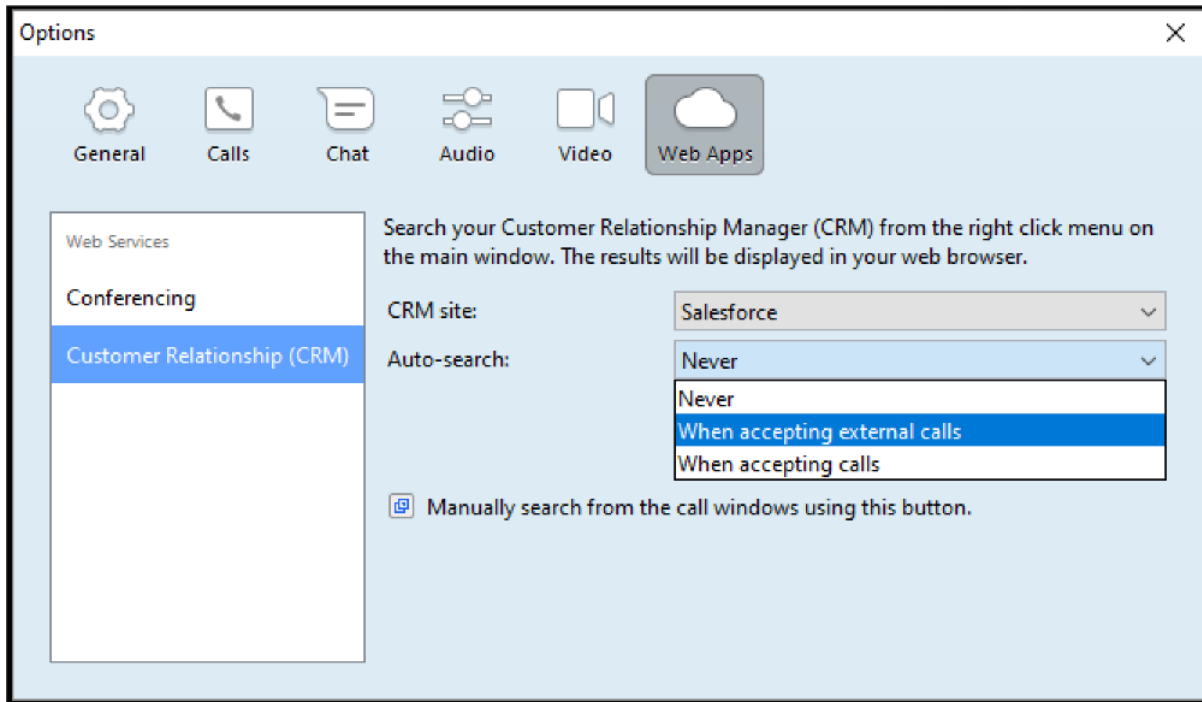 Options
General
Calls
Chat
Audio
Video
Web Apps
Web Services
Conferencing
Customer Relationship (CRM)
Search your Customer Relationship Manager (CRM) from the right click menu on
the main window. The results will be displayed in your web browser.
CRM site:
Salesforce
Auto-search:
Never
Never
When accepting external calls
When accepting calls
Manually search from the call windows using this button.